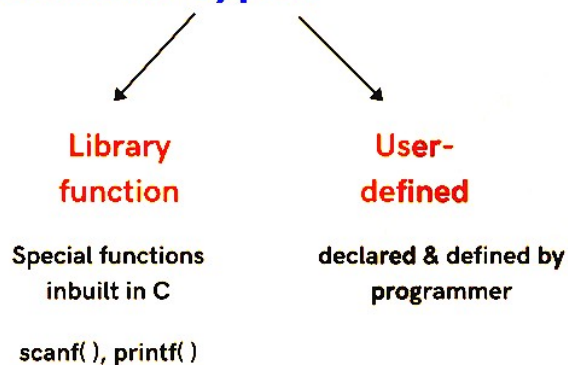 Library
function
Special functions
inbuilt in C
scanf( ), printf( )
User-
defined
declared & defined by
programmer